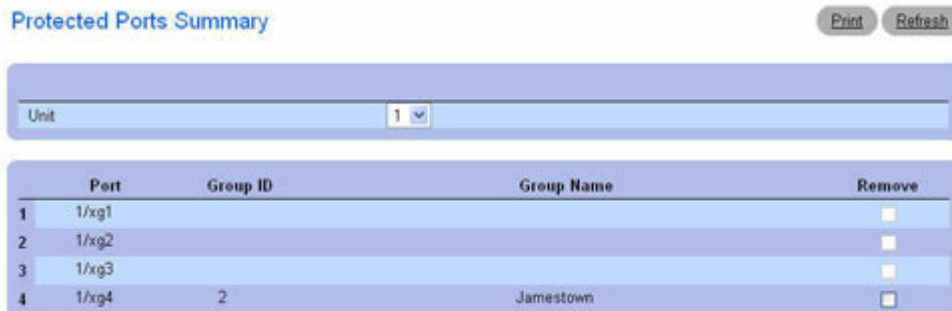 Protected Ports Summary Print Refresh
Unit 1
Port Group ID Group Name Remove
1 1/xg1
2 1/xg2
3 1/xg3
4 1/xg4 2 Jamestown